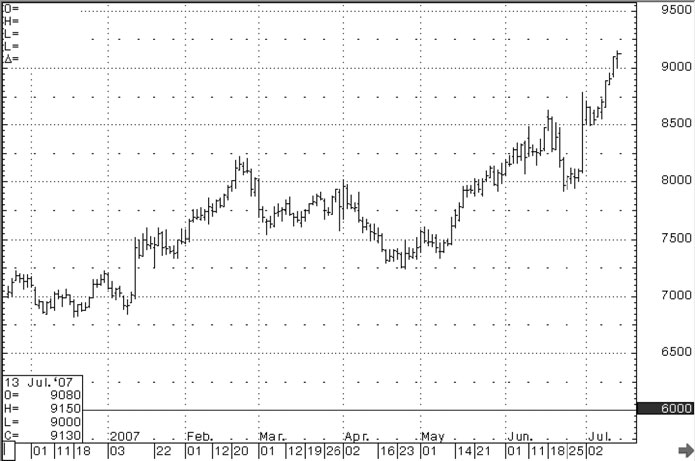 O=
H=
L=
L=
Δ=
9500
9000
8500
8000
7500
7000
6500
6000
13 Jul.'07
O= 9080
H= 9150
L= 9000
C= 9130
2007 Feb. Mar. Apr. May Jun. Jul.
01 11 18 03 22 01 12 20 01 12 19 26 02 16 23 01 14 21 01 11 18 25 02